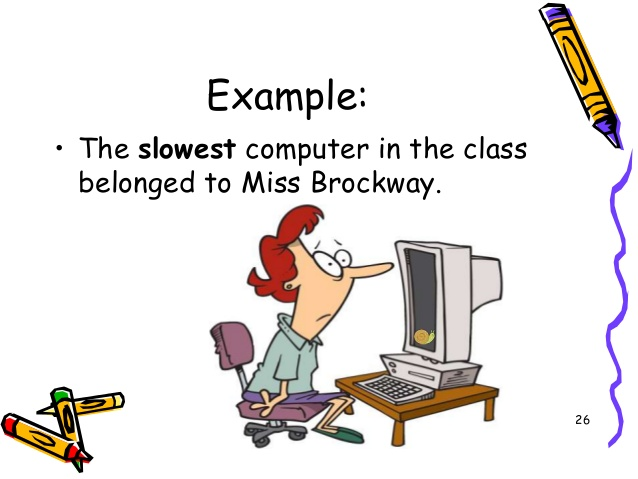 Example:
• The slowest computer in the class
belonged to Miss Brockway.
26